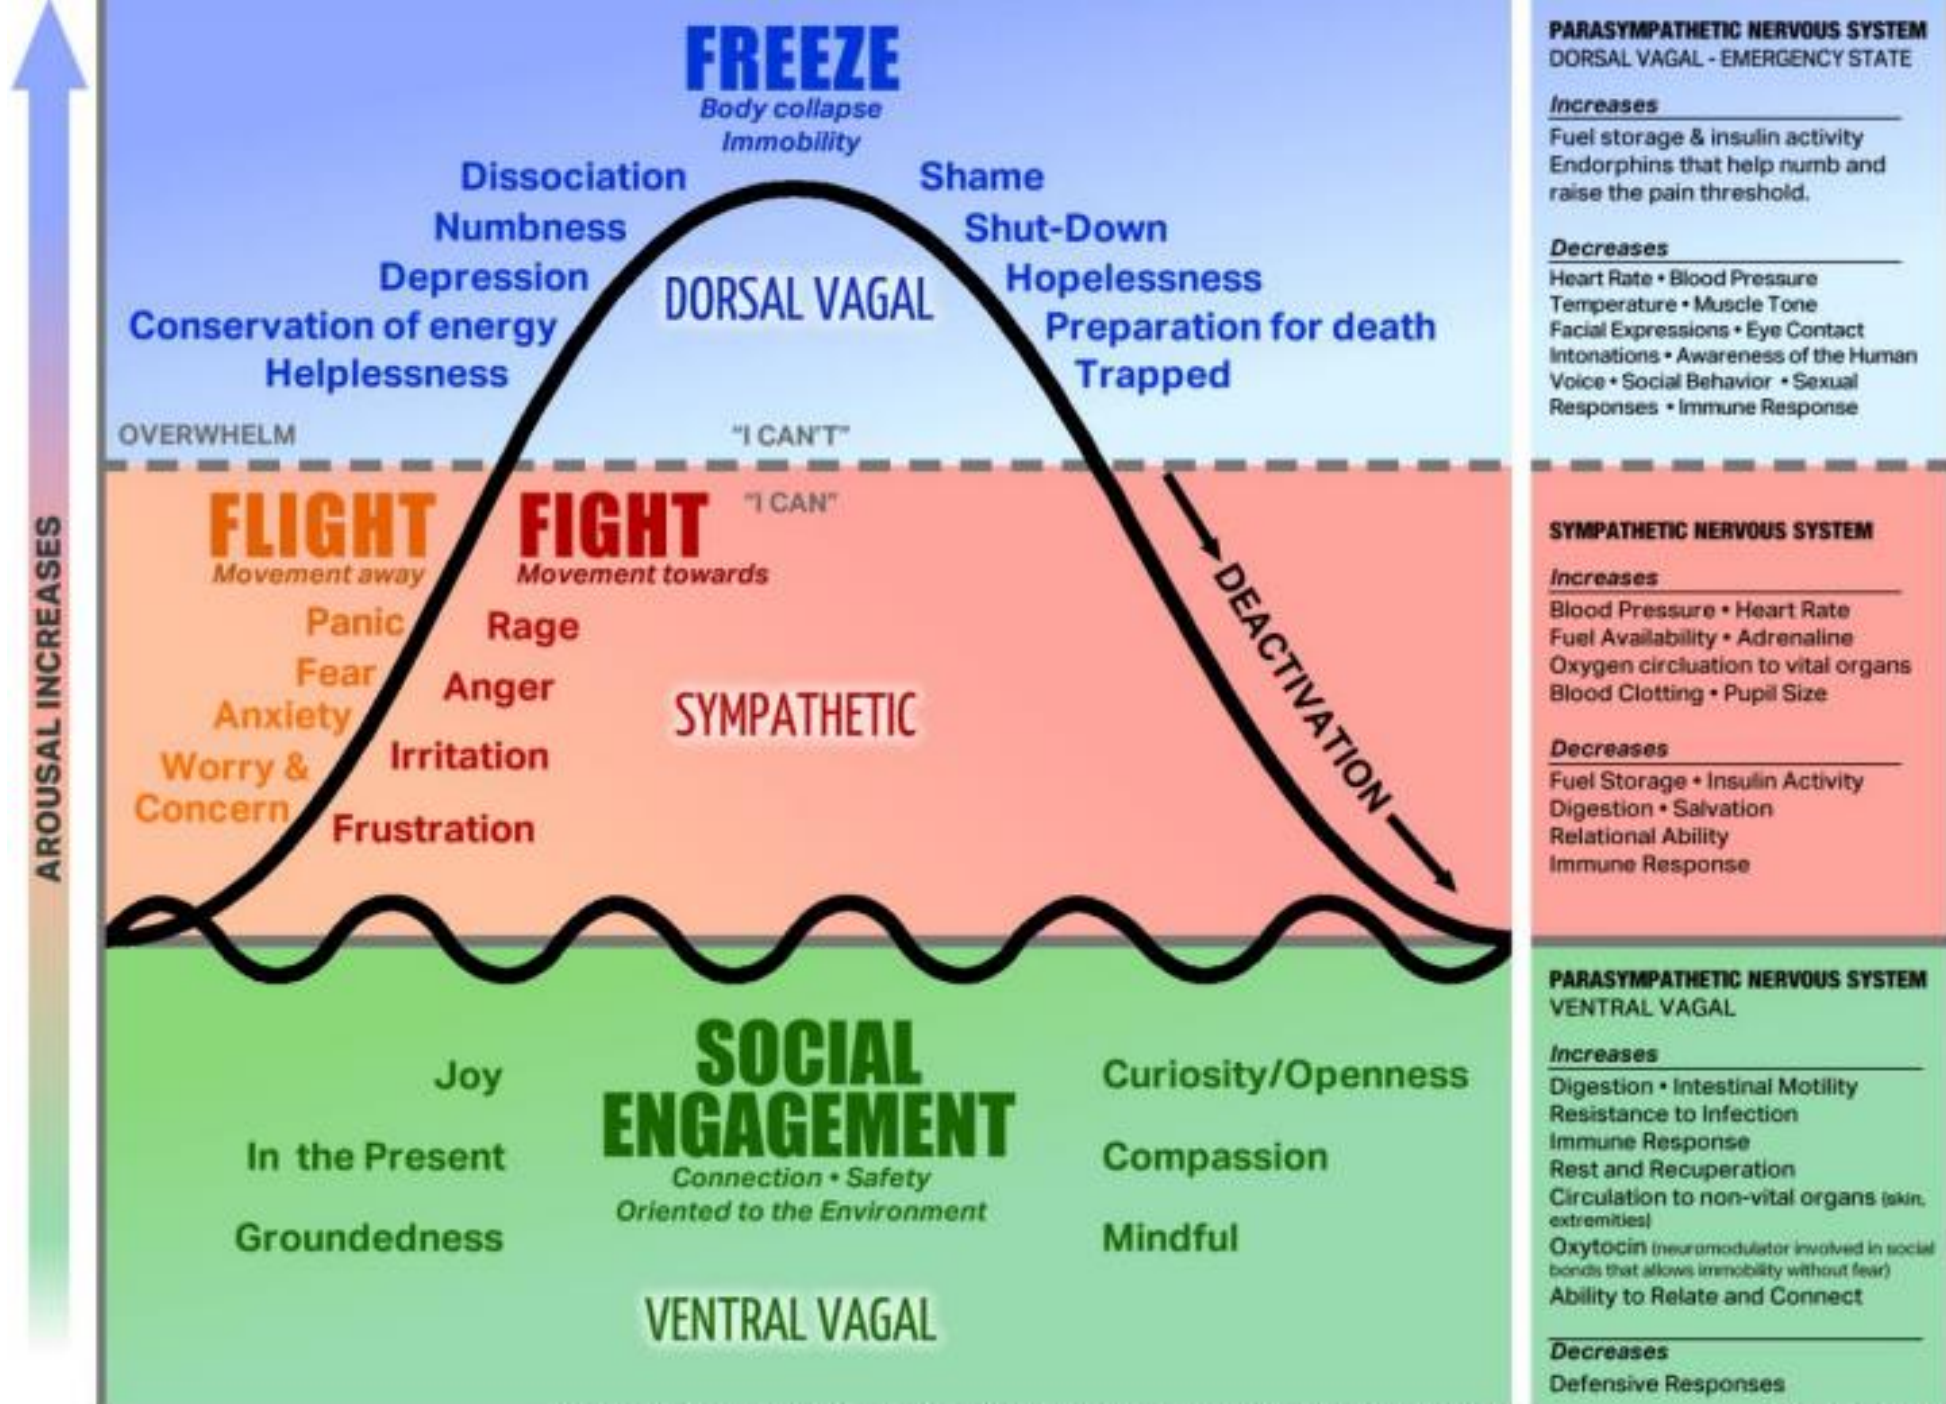 FREEZE
Body collapse
Immobility
Dissociation
Numbness
Depression
Conservation of energy
Helplessness
Shame
Shut-Down
Hopelessness
Preparation for death
Trapped
DORSAL VAGAL
OVERWHELM
"I CAN'T"
"I CAN"
FLIGHT
Movement away
Panic
Fear
Anxiety
Worry &
Concern
FIGHT
Movement towards
Rage
Anger
Irritation
Frustration
SYMPATHETIC
DEACTIVATION
AROUSAL INCREASES
SOCIAL
ENGAGEMENT
Connection • Safety
Oriented to the Environment
Joy
In the Present
Groundedness
Curiosity/Openness
Compassion
Mindful
VENTRAL VAGAL
PARASYMPATHETIC NERVOUS SYSTEM
DORSAL VAGAL - EMERGENCY STATE
Increases
Fuel storage & insulin activity
Endorphins that help numb and
raise the pain threshold.
Decreases
Heart Rate • Blood Pressure
Temperature • Muscle Tone
Facial Expressions • Eye Contact
Intonations • Awareness of the Human
Voice • Social Behavior • Sexual
Responses • Immune Response
SYMPATHETIC NERVOUS SYSTEM
Increases
Blood Pressure • Heart Rate
Fuel Availability • Adrenaline
Oxygen circluation to vital organs
Blood Clotting • Pupil Size
Decreases
Fuel Storage • Insulin Activity
Digestion • Salvation
Relational Ability
Immune Response
PARASYMPATHETIC NERVOUS SYSTEM
VENTRAL VAGAL
Increases
Digestion • Intestinal Motility
Resistance to Infection
Immune Response
Rest and Recuperation
Circulation to non-vital organs (skin,
extremities)
Oxytocin (neuromodulator involved in social
bonds that allows immobility without fear)
Ability to Relate and Connect
Decreases
Defensive Responses